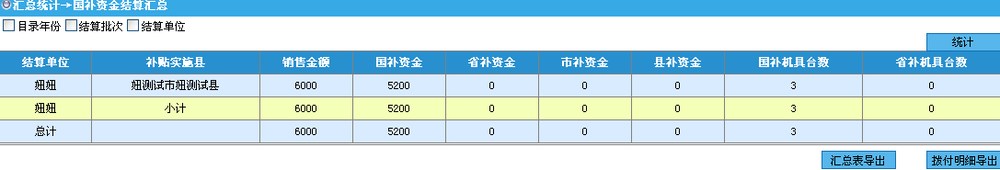 汇总统计→国补资金结算汇总
目录年份 结算批次 结算单位
统计
结算单位 补贴实施县 销售金额 国补资金 省补资金 市补资金 县补资金 国补机具台数 省补机具台数
妞妞 妞测试市妞测试县 6000 5200 0 0 0 3 0
妞妞 小计 6000 5200 0 0 0 3 0
总计 6000 5200 0 0 0 3 0
汇总表导出 拨付明细导出